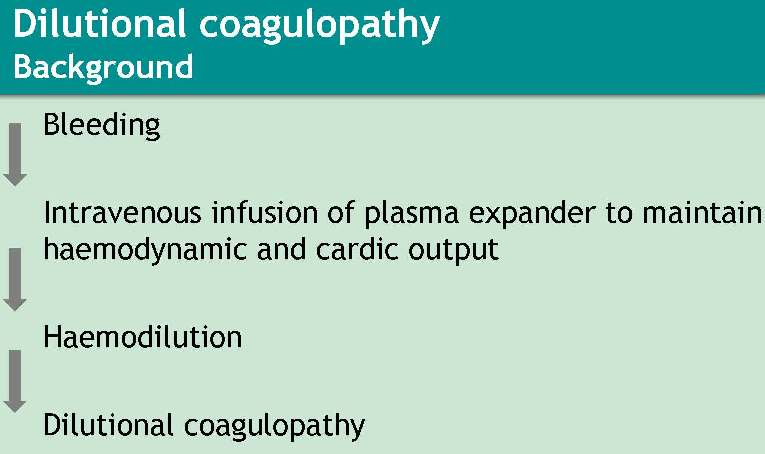 Dilutional coagulopathy
Background
Bleeding
Intravenous infusion of plasma expander to maintain
haemodynamic and cardic output
Haemodilution
Dilutional coagulopathy